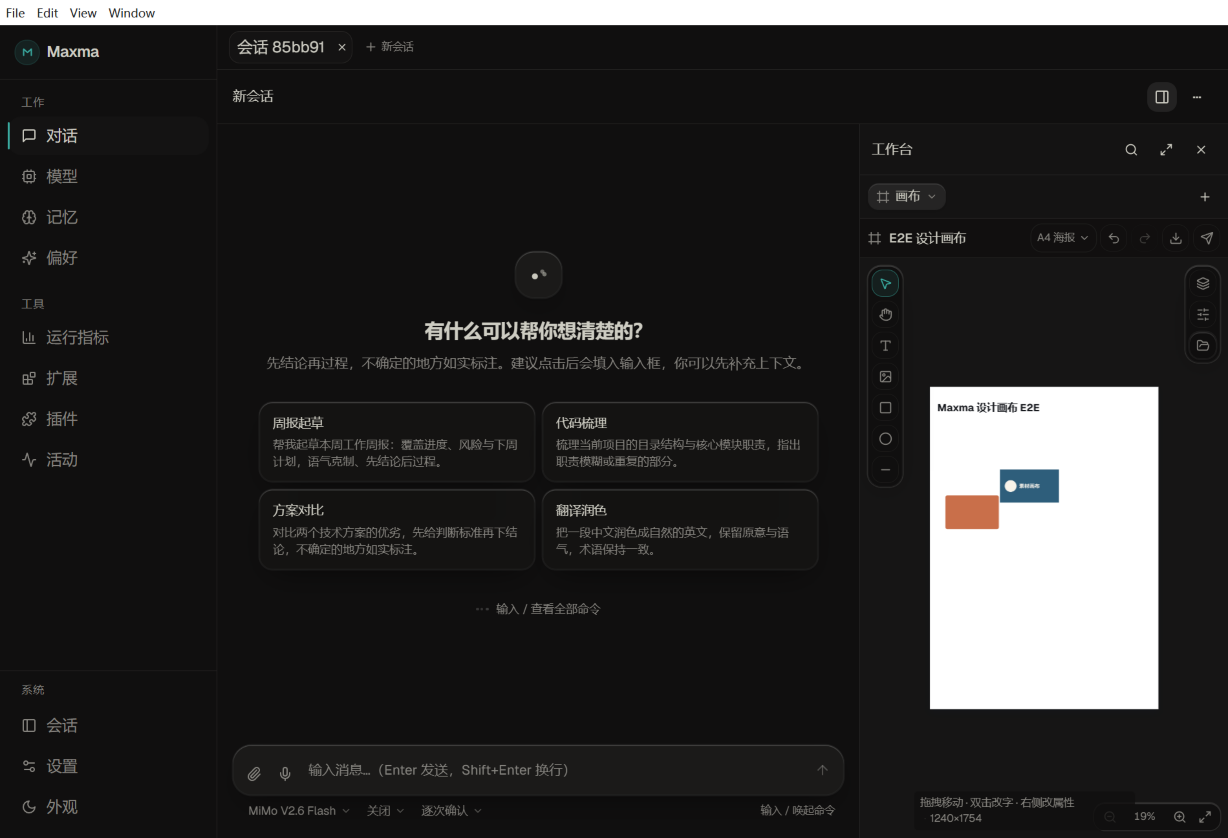 File Edit View Window
M Maxma
工作
对话
模型
记忆
偏好
工具
运行指标
扩展
插件
活动
系统
会话
设置
外观
会话 85bb91 × + 新会话
新会话
有什么可以帮你想清楚的？
先结论再过程，不确定的地方如实标注。建议点击后会填入输入框，你可以先补充上下文。
周报起草
帮我起草本周工作周报：覆盖进度、风险与下周
计划，语气克制、先结论后过程。
代码梳理
梳理当前项目的目录结构与核心模块职责，指出
职责模糊或重复的部分。
方案对比
对比两个技术方案的优劣，先给判断标准再下结
论，不确定的地方如实标注。
翻译润色
把一段中文润色成自然的英文，保留原意与语
气，术语保持一致。
输入 / 查看全部命令
输入消息...（Enter 发送，Shift+Enter 换行）
MiMo V2.6 Flash 关闭 逐次确认 输入 / 唤起命令
工作台
画布
E2E 设计画布 A4 海报
T
Maxma 设计画布 E2E
素材画布
拖拽移动 · 双击改字 · 右侧改属性
1240×1754
19%